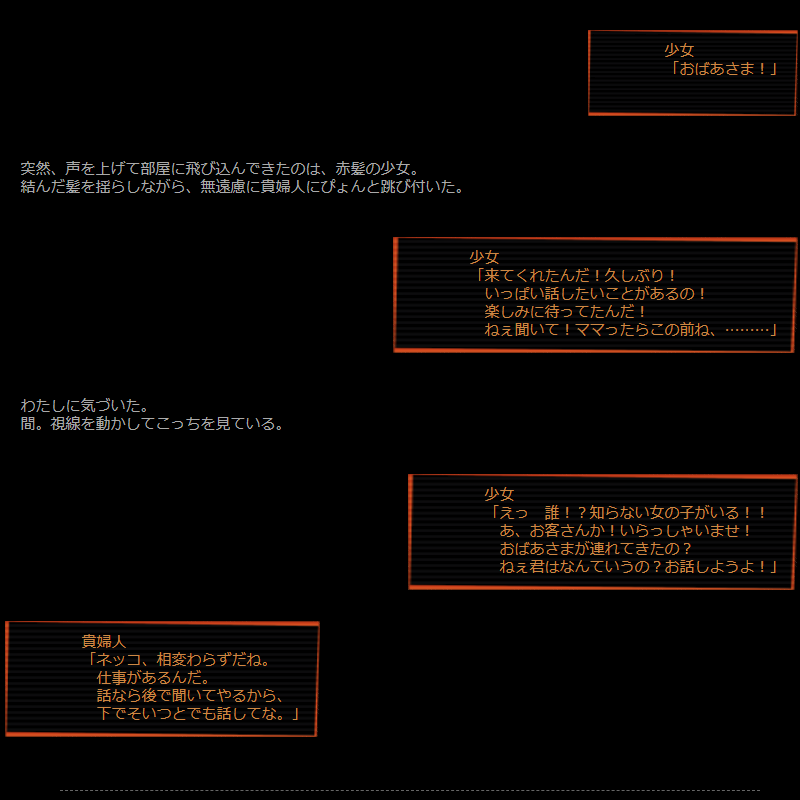 少女
「おばあさま！」
突然、声を上げて部屋に飛び込んできたのは、赤髪の少女。
結んだ髪を揺らしながら、無遠慮に貴婦人にぴょんと跳び付いた。
少女
「来てくれたんだ！久しぶり！
いっぱい話したいことがあるの！
楽しみに待ってたんだ！
ねぇ聞いて！ママったらこの前ね、………」
わたしに気づいた。
間。視線を動かしてこっちを見ている。
少女
「えっ　誰！？知らない女の子がいる！！
あ、お客さんか！いらっしゃいませ！
おばあさまが連れてきたの？
ねぇ君はなんていうの？お話しようよ！」
貴婦人
「ネッコ、相変わらずだね。
仕事があるんだ。
話なら後で聞いてやるから、
下でそいつとでも話してな。」